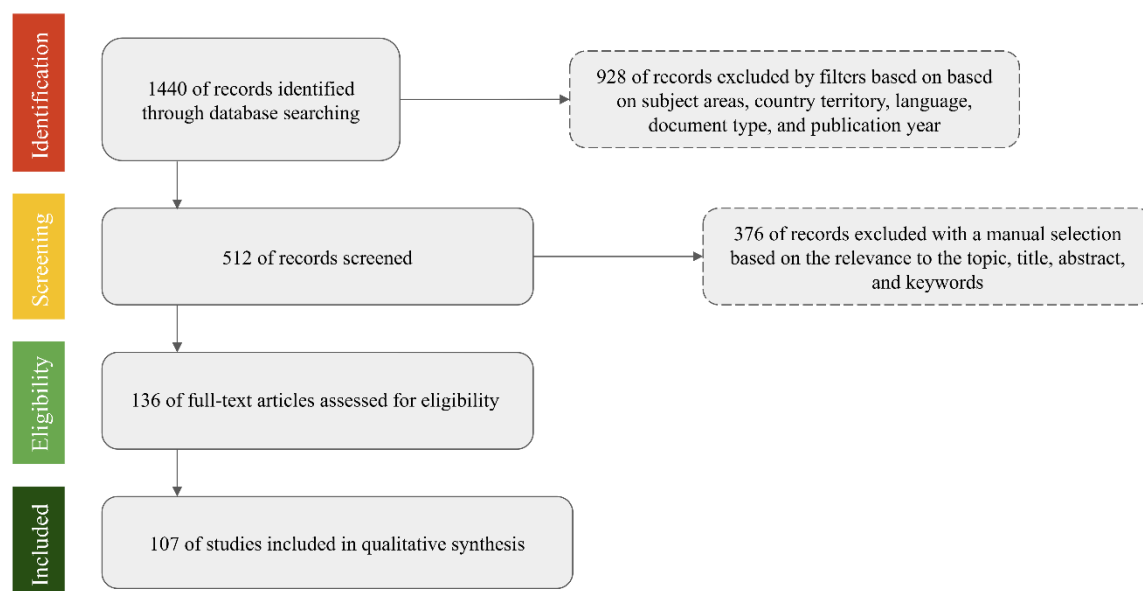 Identification
1440 of records identified
through database searching
928 of records excluded by filters based on based
on subject areas, country territory, language,
document type, and publication year
Screening
512 of records screened
376 of records excluded with a manual selection
based on the relevance to the topic, title, abstract,
and keywords
Eligibility
136 of full-text articles assessed for eligibility
Included
107 of studies included in qualitative synthesis